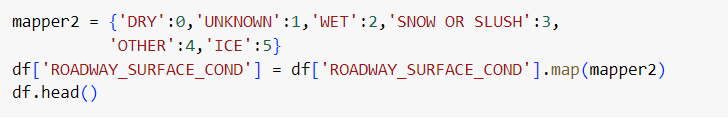 mapper2 = {'DRY':0,'UNKNOWN':1,'WET':2,'SNOW OR SLUSH':3,
'OTHER':4,'ICE':5}
df['ROADWAY_SURFACE_COND'] = df['ROADWAY_SURFACE_COND'].map(mapper2)
df.head()